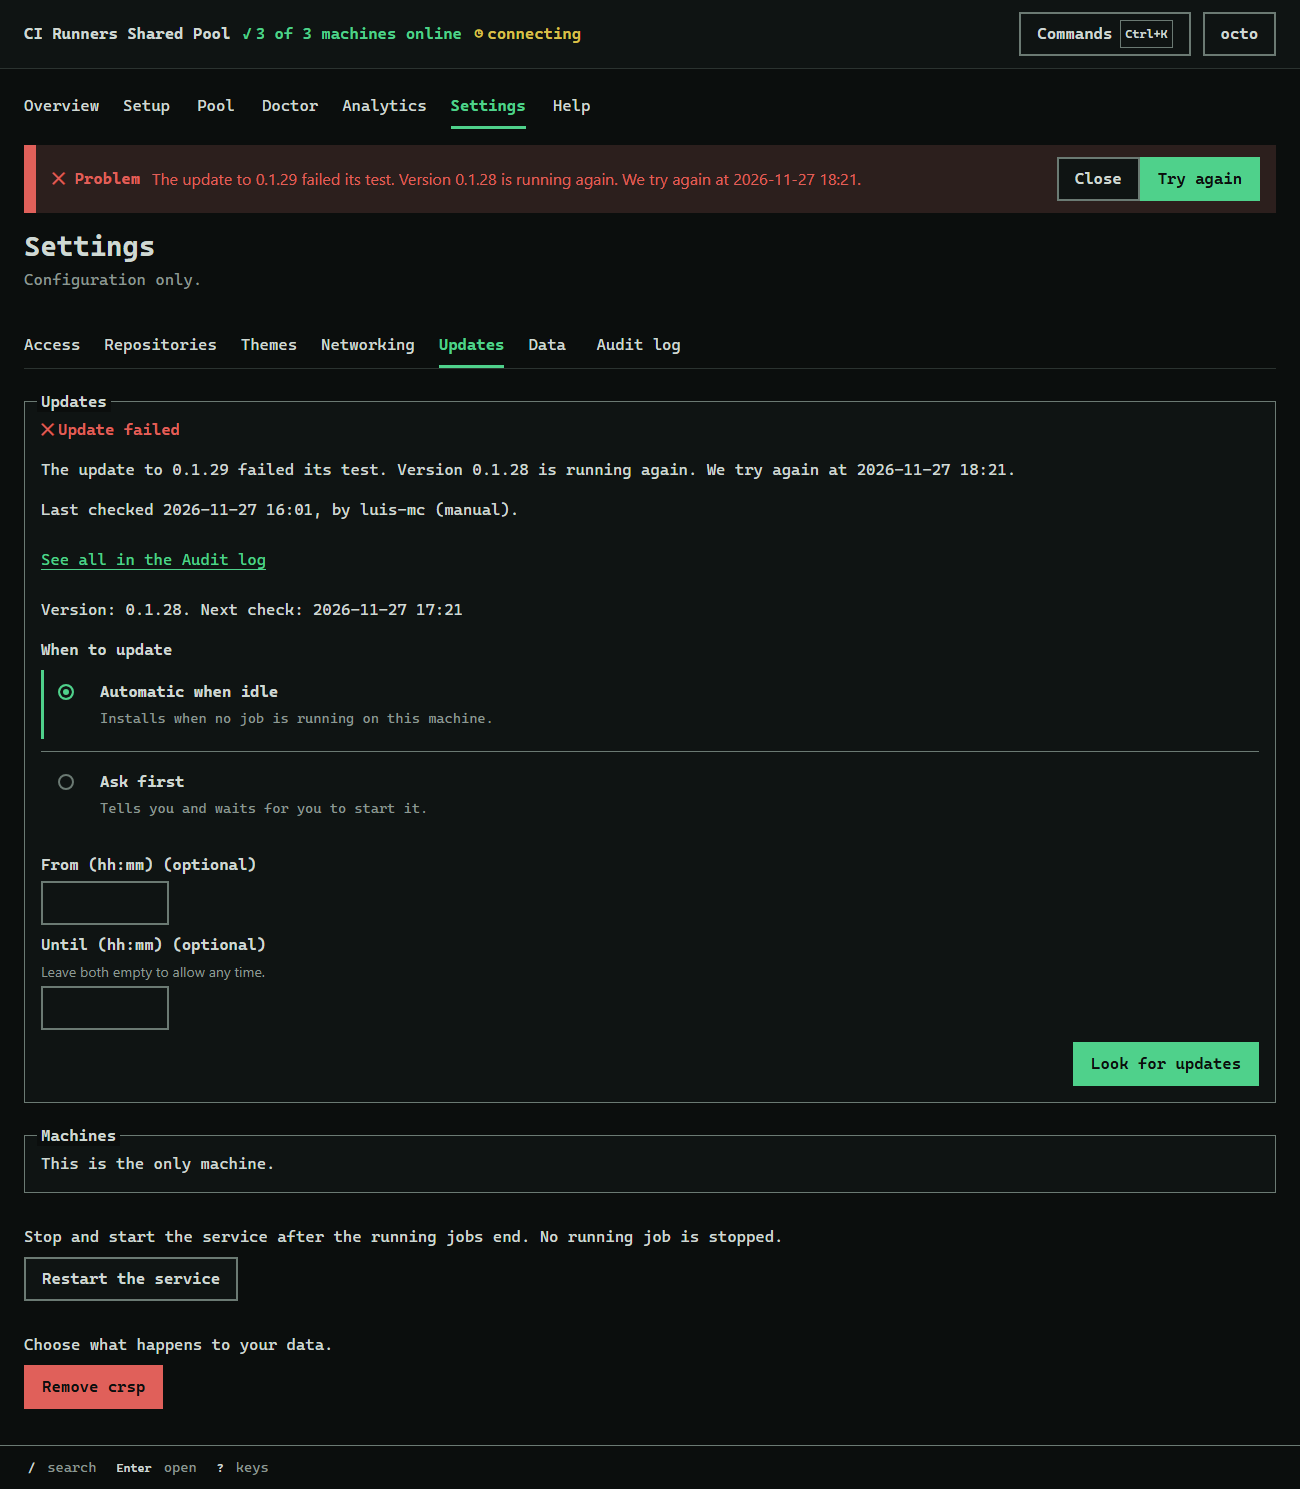 CI Runners Shared Pool ✓ 3 of 3 machines online connecting
Commands Ctrl+K octo
Overview Setup Pool Doctor Analytics Settings Help
Problem The update to 0.1.29 failed its test. Version 0.1.28 is running again. We try again at 2026-11-27 18:21.
Close Try again
Settings
Configuration only.
Access Repositories Themes Networking Updates Data Audit log
Updates
Update failed
The update to 0.1.29 failed its test. Version 0.1.28 is running again. We try again at 2026-11-27 18:21.
Last checked 2026-11-27 16:01, by luis-mc (manual).
See all in the Audit log
Version: 0.1.28. Next check: 2026-11-27 17:21
When to update
Automatic when idle
Installs when no job is running on this machine.
Ask first
Tells you and waits for you to start it.
From (hh:mm) (optional)
Until (hh:mm) (optional)
Leave both empty to allow any time.
Look for updates
Machines
This is the only machine.
Stop and start the service after the running jobs end. No running job is stopped.
Restart the service
Choose what happens to your data.
Remove crsp
/ search Enter open ? keys